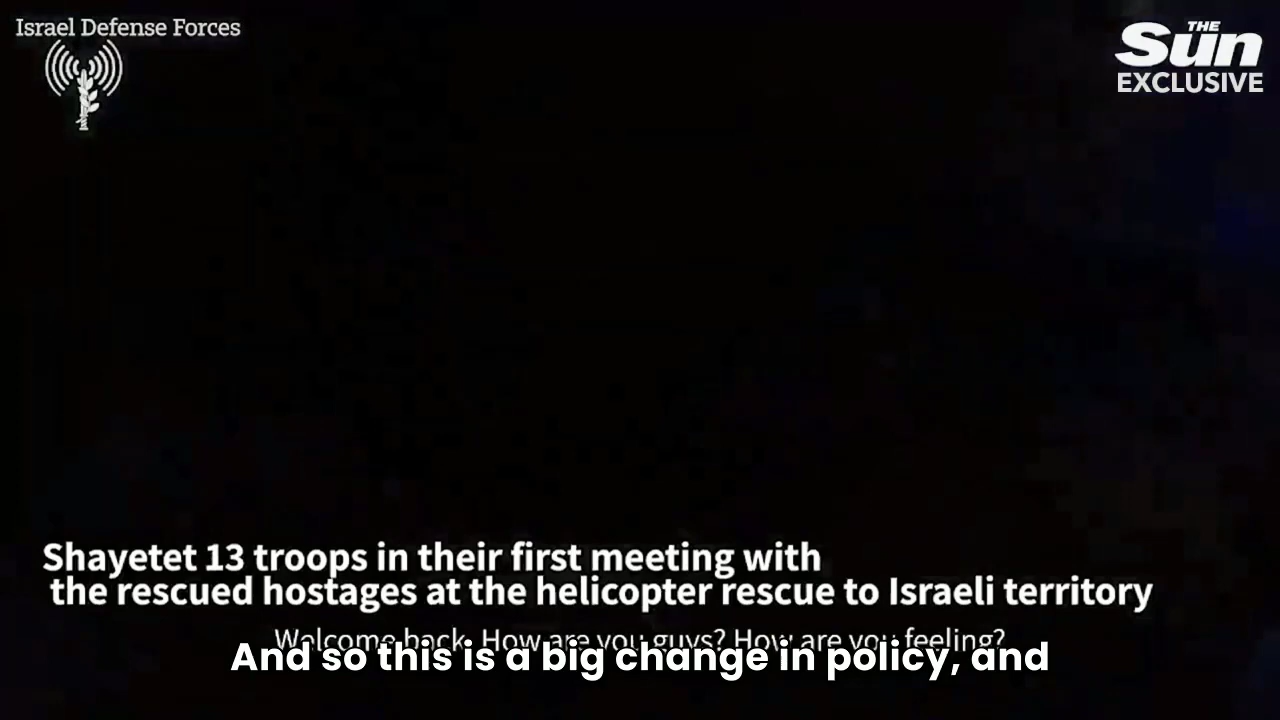 Israel Defense Forces
THE
Sun
EXCLUSIVE
Shayetet 13 troops in their first meeting with
the rescued hostages at the helicopter rescue to Israeli territory
Welcome back. How are you guys? How are you feeling?
And so this is a big change in policy, and